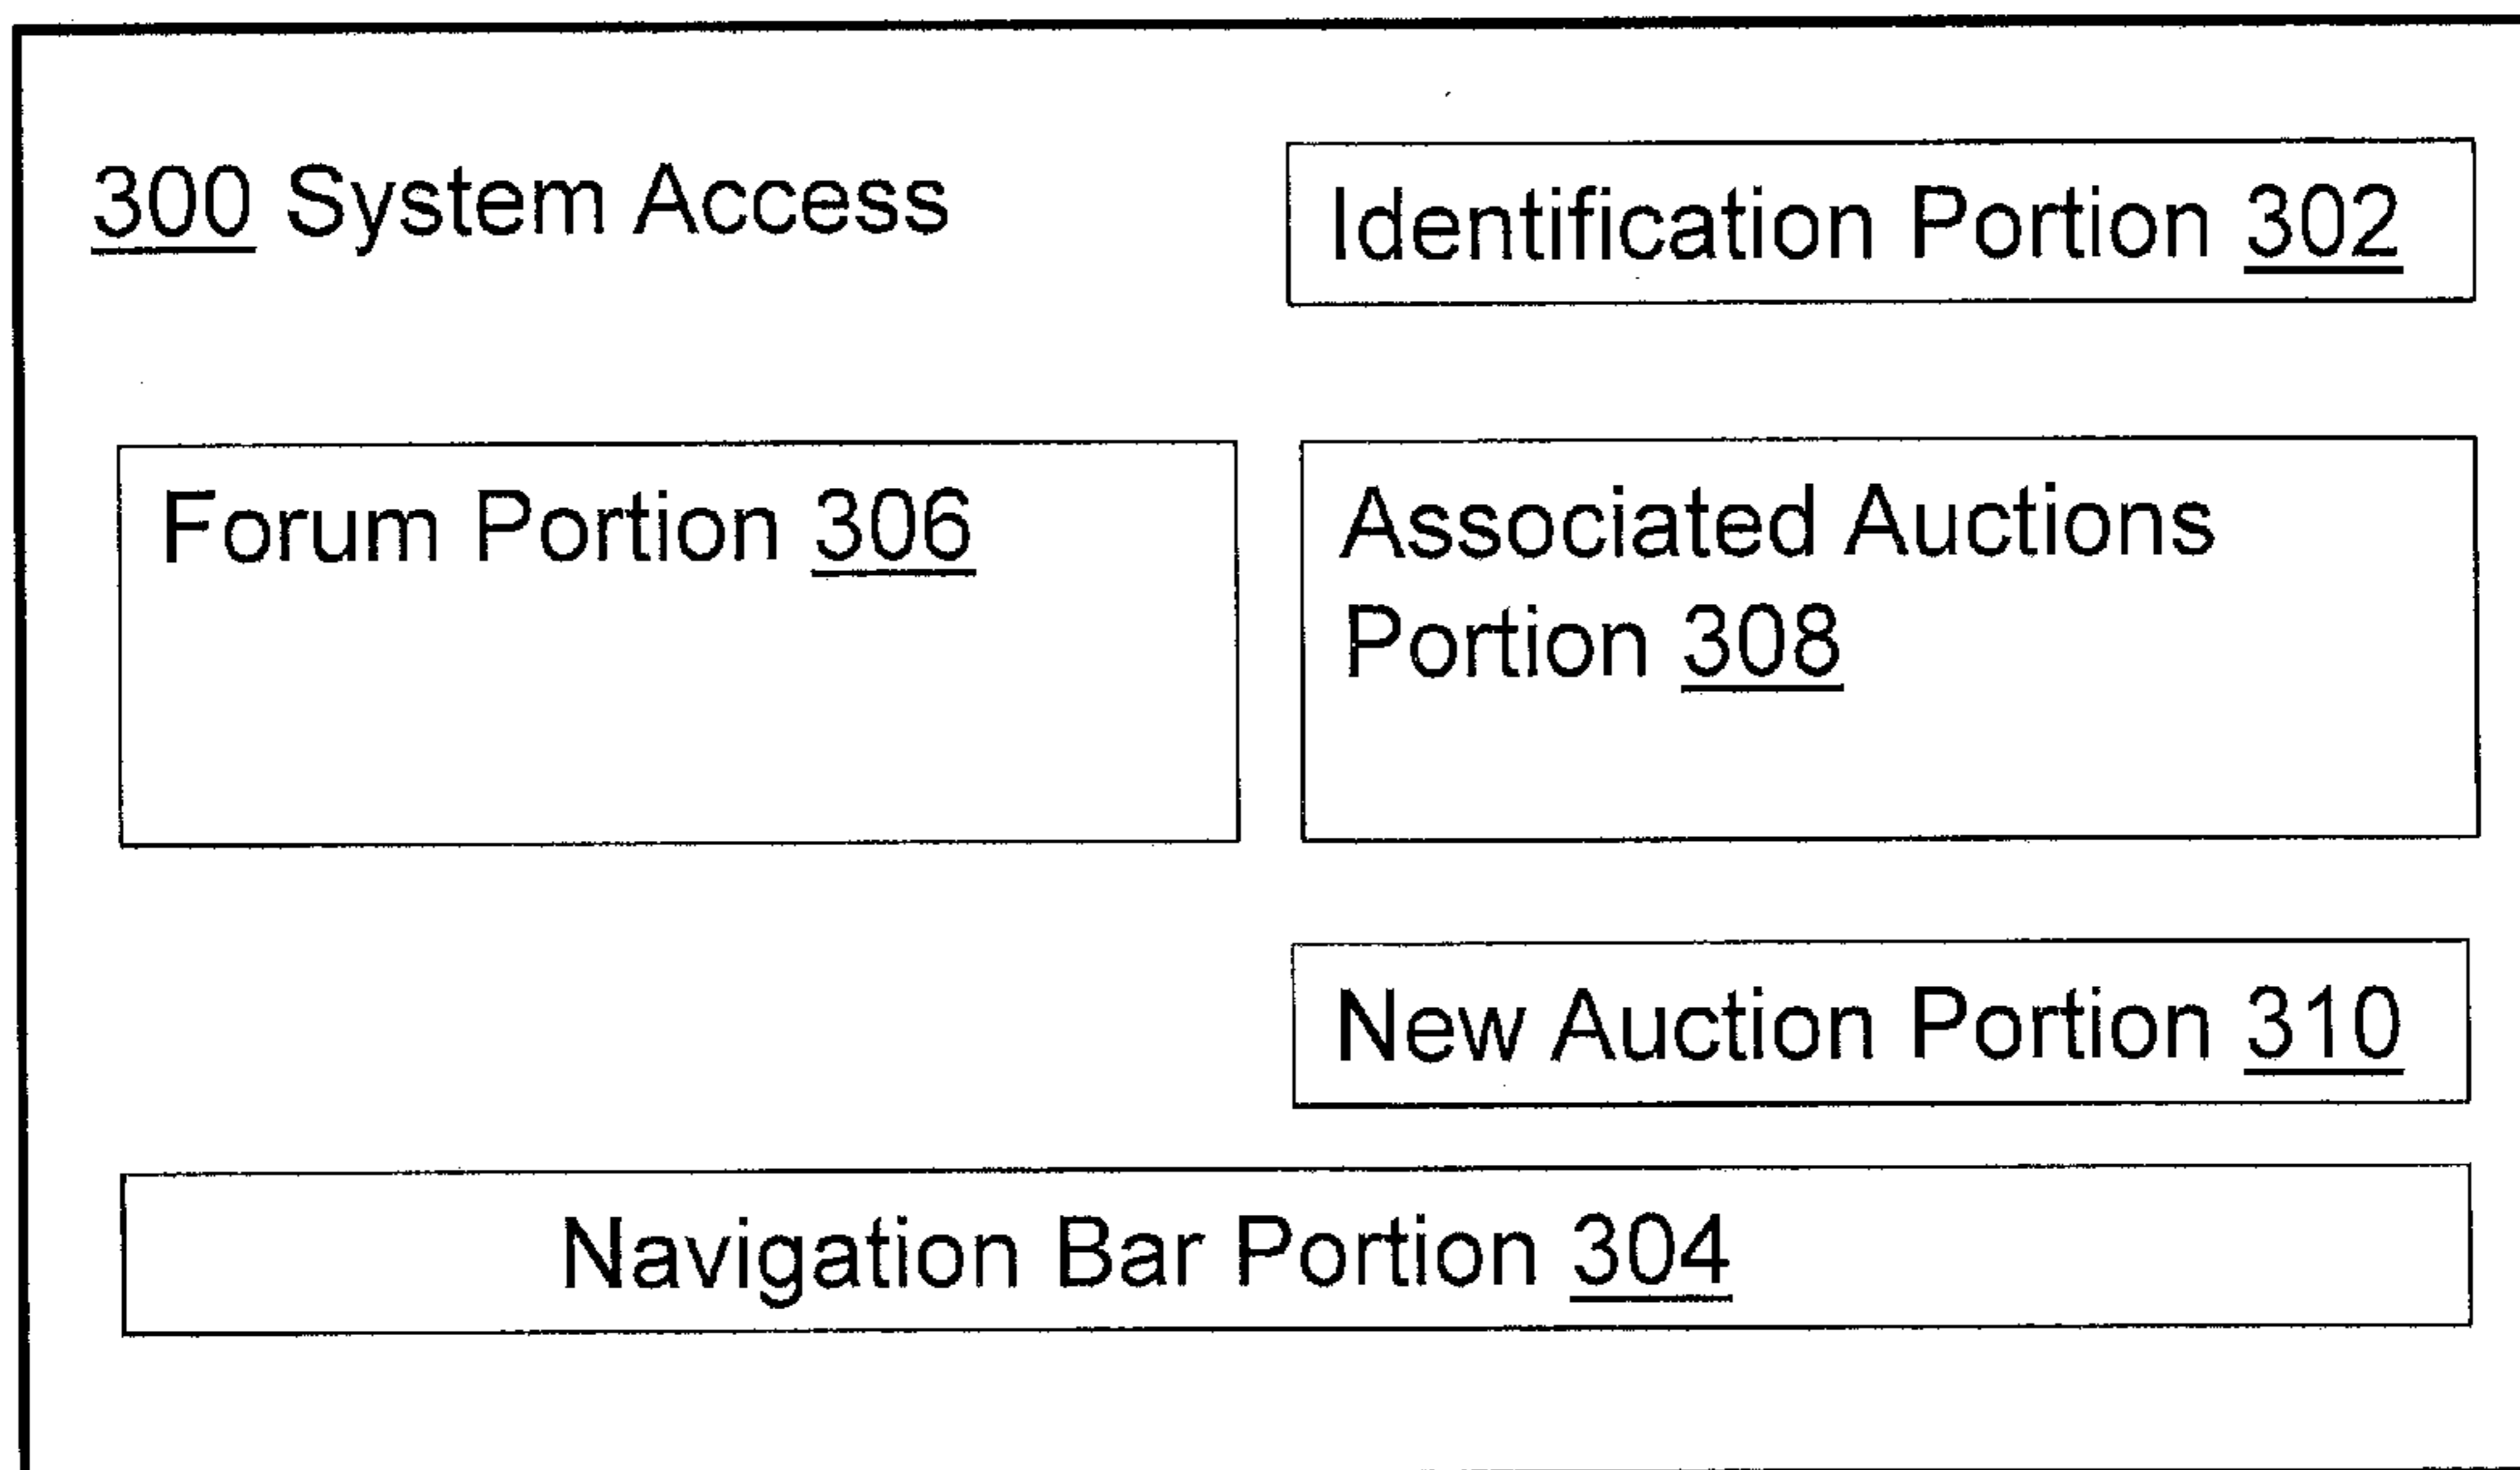 300 System Access
Identification Portion 302
Forum Portion 306
Associated Auctions
Portion 308
New Auction Portion 310
Navigation Bar Portion 304